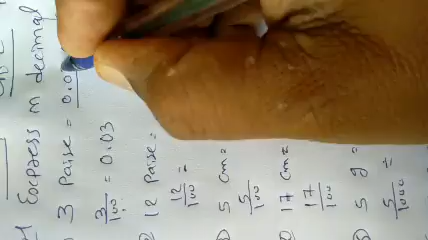 Express in decimal
3 Paise = 0.0
3/100 = 0.03
12 Paise =
12/100 =
5 cm =
5/100
17 cm =
17/100
5 g =
5/1000 =